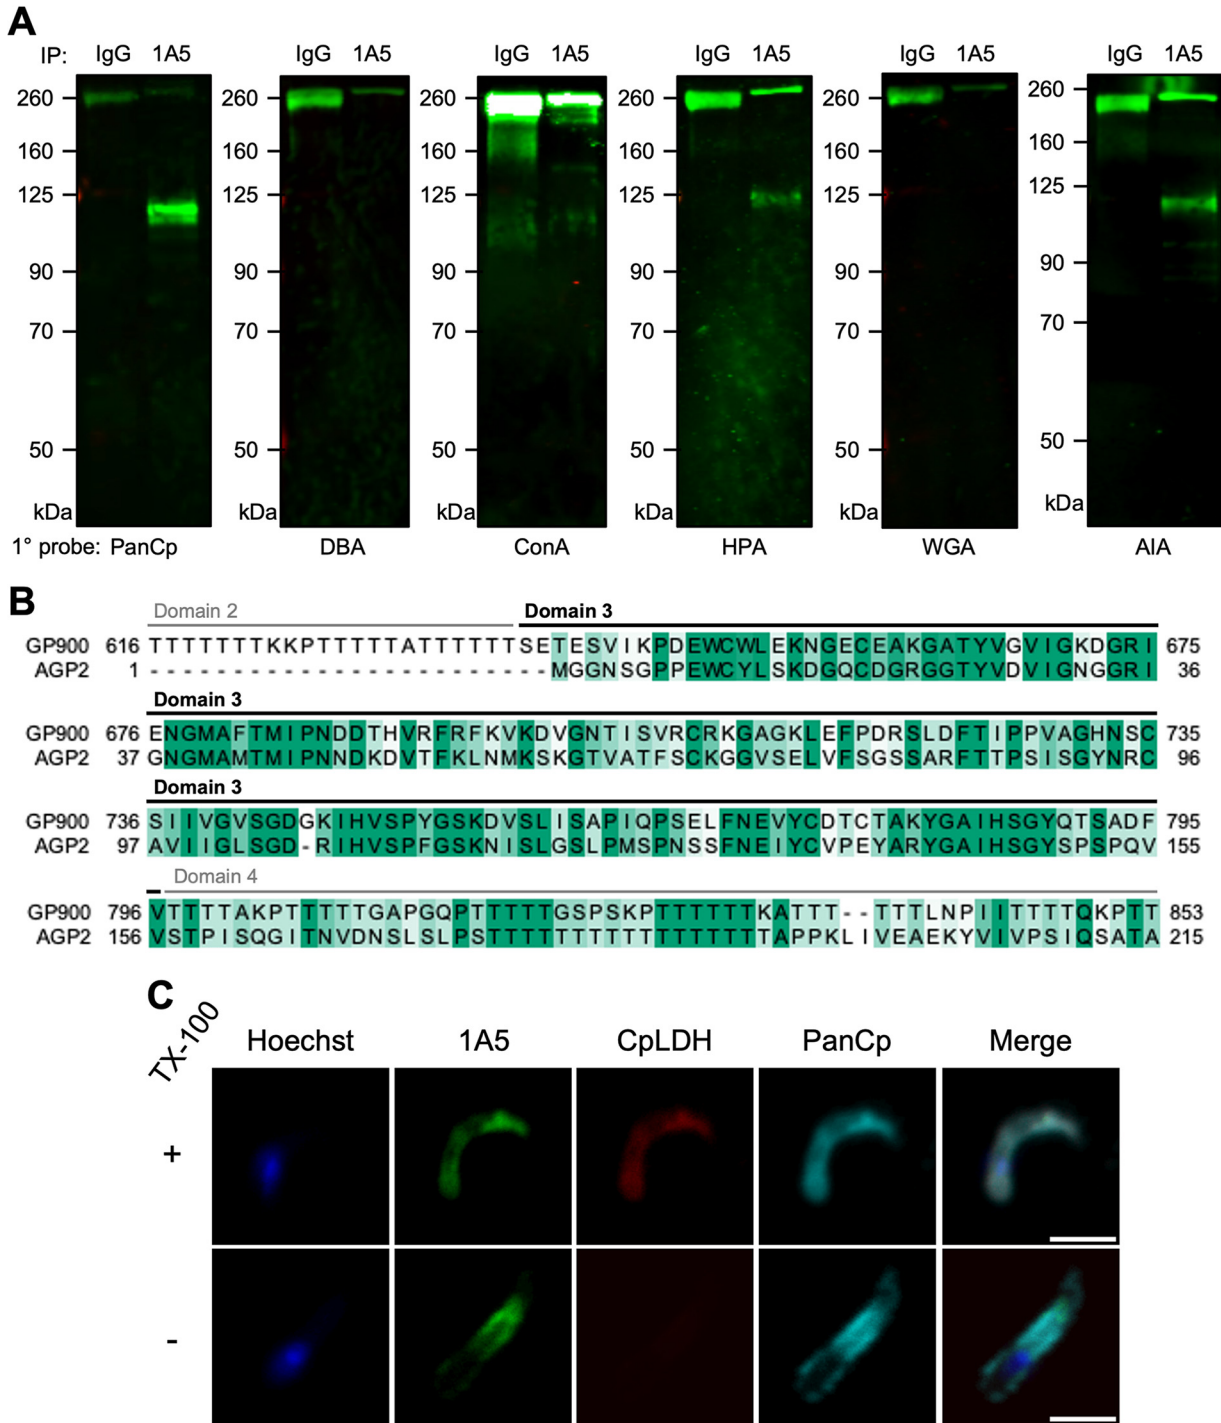 A
IP: IgG 1A5 IgG 1A5 IgG 1A5 IgG 1A5 IgG 1A5 IgG 1A5
260 260 260 260 260 260
160 160 160 160 160 160
125 125 125 125 125 125
90 90 90 90 90 90
70 70 70 70 70 70
50 50 50 50 50 50
kDa kDa kDa kDa kDa kDa
1° probe: PanCp DBA ConA HPA WGA AIA
B
Domain 2 Domain 3
GP900 616 TTTTTTTKKPTTTTTATTTTTTSETESVIKPDEWCWLEKNGECEAKGATYVGVIGKDGRI 675
AGP2 1 ------------------------MGGNSGPPEWCYLSKDGQCDGRGGTYVDVIGNGGRI 36
Domain 3
GP900 676 ENGMAFTMIPNDDTHVRFRFKVKDVGNTISVRCRKGAGKLEFPDRSLDFTIPPVAGHNSC 735
AGP2 37 GNGMAMTMIPNNDKDVTFKLNMKSKGTVATFSCKGGVSELVFSGSSARFTTPSISGYNRC 96
Domain 3
GP900 736 SIIVGVSGDGKIHVSPYGSKDVSLISAPIQPSELFNEVYCDTCTAKYGAIHSGYQTSADF 795
AGP2 97 AVIIGLSGD-RIHVSPFGSKNISLGSLPMSPNSSFNEIYCVPEYARYGAIHSGYSPSPQV 155
Domain 4
GP900 796 VTTTTAKPTTTTTGAPGQPTTTTTGSPSKPTTTTTTKATTT--TTTLNPIITTTTQKPTT 853
AGP2 156 VSTPISQGITNVDNSLSLPSTTTTTTTTTTTTTTTTTAPPKLIVEAEKYVIVPSIQSATA 215
C
TX-100 Hoechst 1A5 CpLDH PanCp Merge
+
-